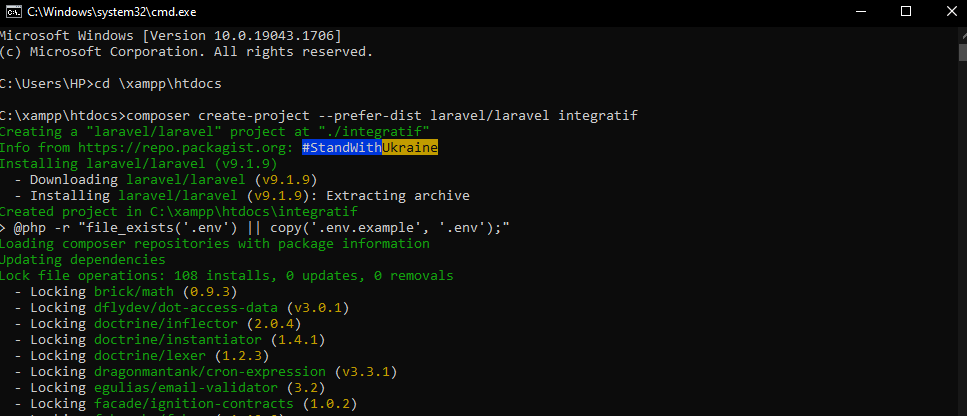 C:\Windows\system32\cmd.exe
Microsoft Windows [Version 10.0.19043.1706]
(c) Microsoft Corporation. All rights reserved.
C:\Users\HP>cd \xampp\htdocs
C:\xampp\htdocs>composer create-project --prefer-dist laravel/laravel integratif
Creating a "laravel/laravel" project at "./integratif"
Info from https://repo.packagist.org: #StandWithUkraine
Installing laravel/laravel (v9.1.9)
- Downloading laravel/laravel (v9.1.9)
- Installing laravel/laravel (v9.1.9): Extracting archive
Created project in C:\xampp\htdocs\integratif
> @php -r "file_exists('.env') || copy('.env.example', '.env');"
Loading composer repositories with package information
Updating dependencies
Lock file operations: 108 installs, 0 updates, 0 removals
- Locking brick/math (0.9.3)
- Locking dflydev/dot-access-data (v3.0.1)
- Locking doctrine/inflector (2.0.4)
- Locking doctrine/instantiator (1.4.1)
- Locking doctrine/lexer (1.2.3)
- Locking dragonmantank/cron-expression (v3.3.1)
- Locking egulias/email-validator (3.2)
- Locking facade/ignition-contracts (1.0.2)